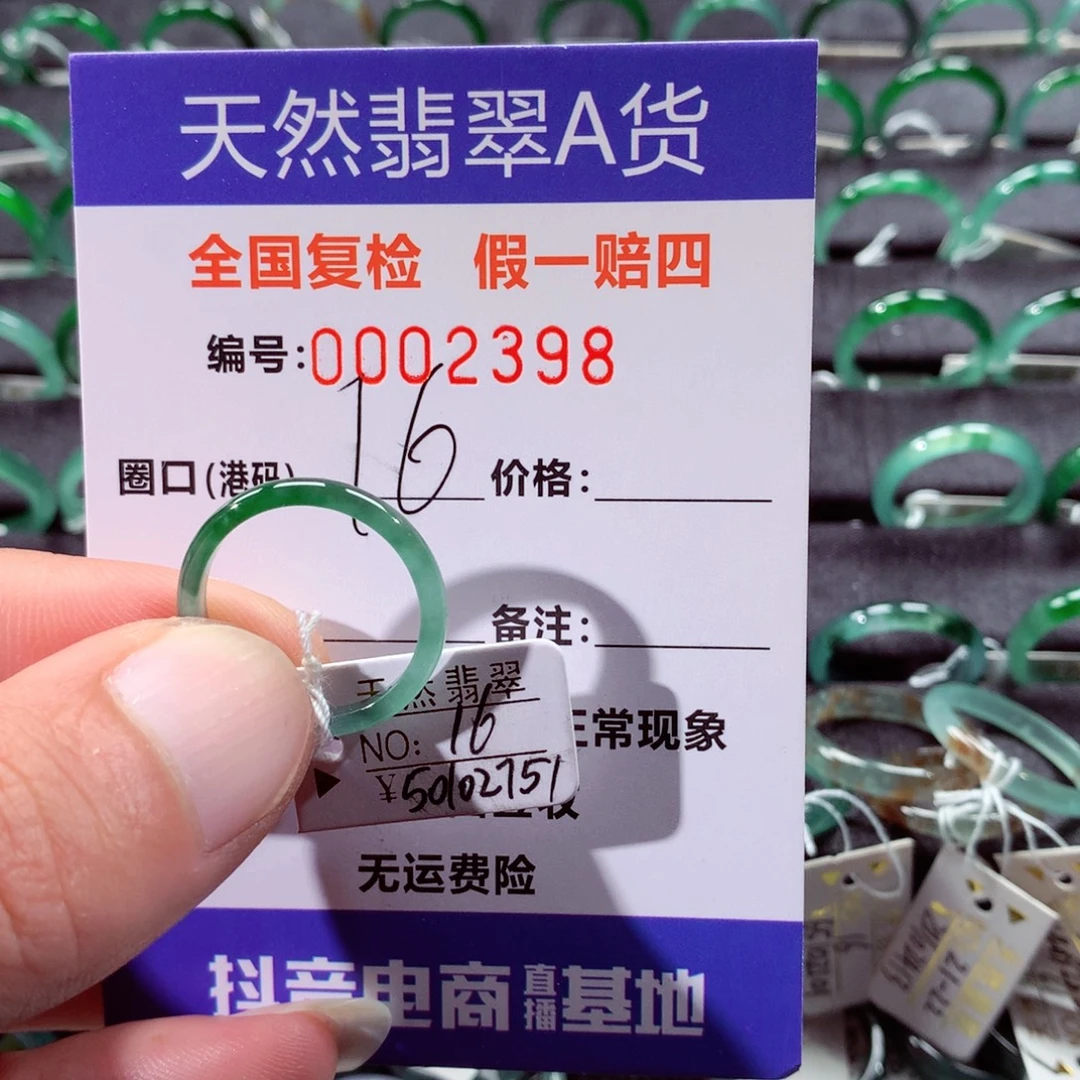 天然翡翠A货
全国复检 假一赔四
编号:0002398
圈口(港码) 16 价格:
备注:
天然翡翠
NO: 16
正常现象
¥50102751
无运费险
抖音电商直播基地